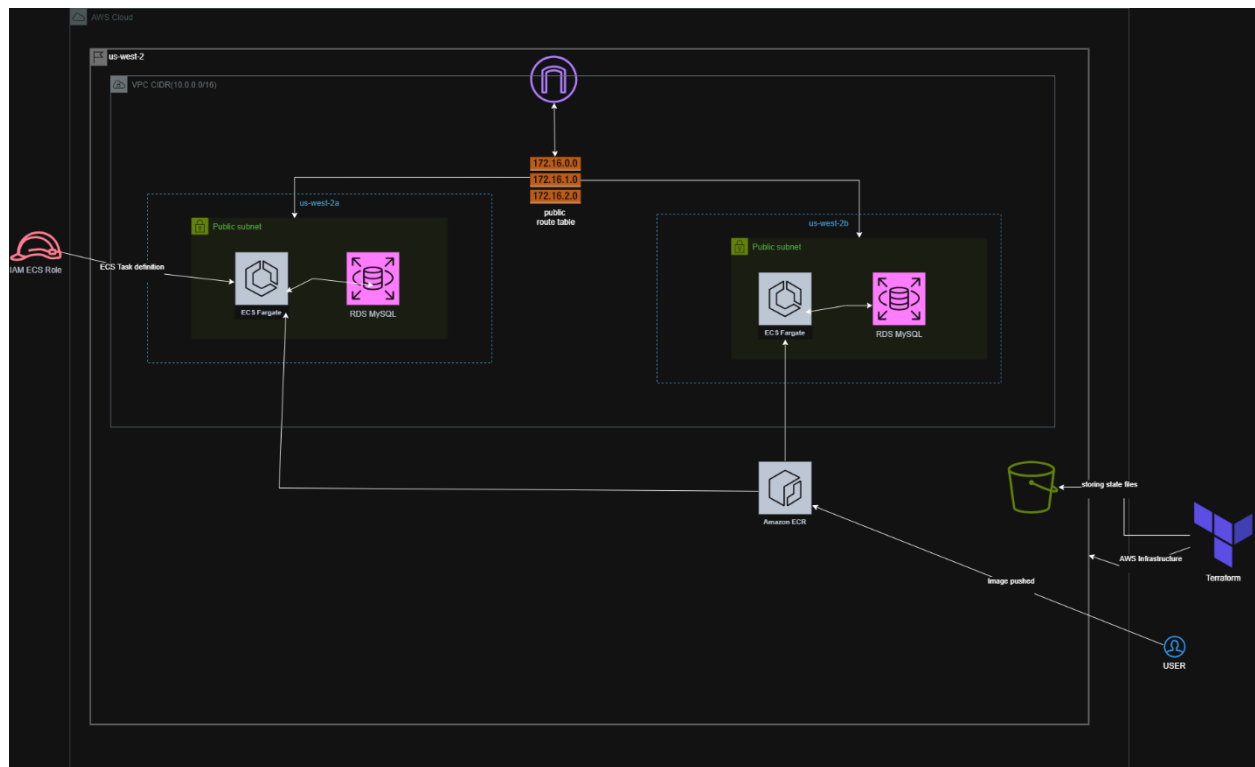 AWS Cloud
us-west-2
VPC CIDR(10.0.0.0/16)
172.16.0.0
172.16.1.0
172.16.2.0
public
route table
us-west-2a
Public subnet
ECS Fargate
RDS MySQL
us-west-2b
Public subnet
ECS Fargate
RDS MySQL
IAM ECS Role
ECS Task definition
Amazon ECR
storing state files
AWS Infrastructure
Terraform
Image pushed
USER